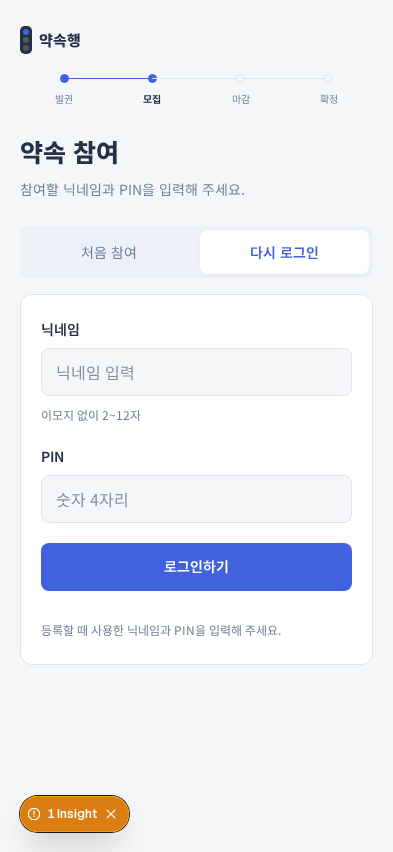 약속행
발권
모집
마감
확정
약속 참여
참여할 닉네임과 PIN을 입력해 주세요.
처음 참여
다시 로그인
닉네임
닉네임 입력
이모지 없이 2~12자
PIN
숫자 4자리
로그인하기
등록할 때 사용한 닉네임과 PIN을 입력해 주세요.
1 Insight